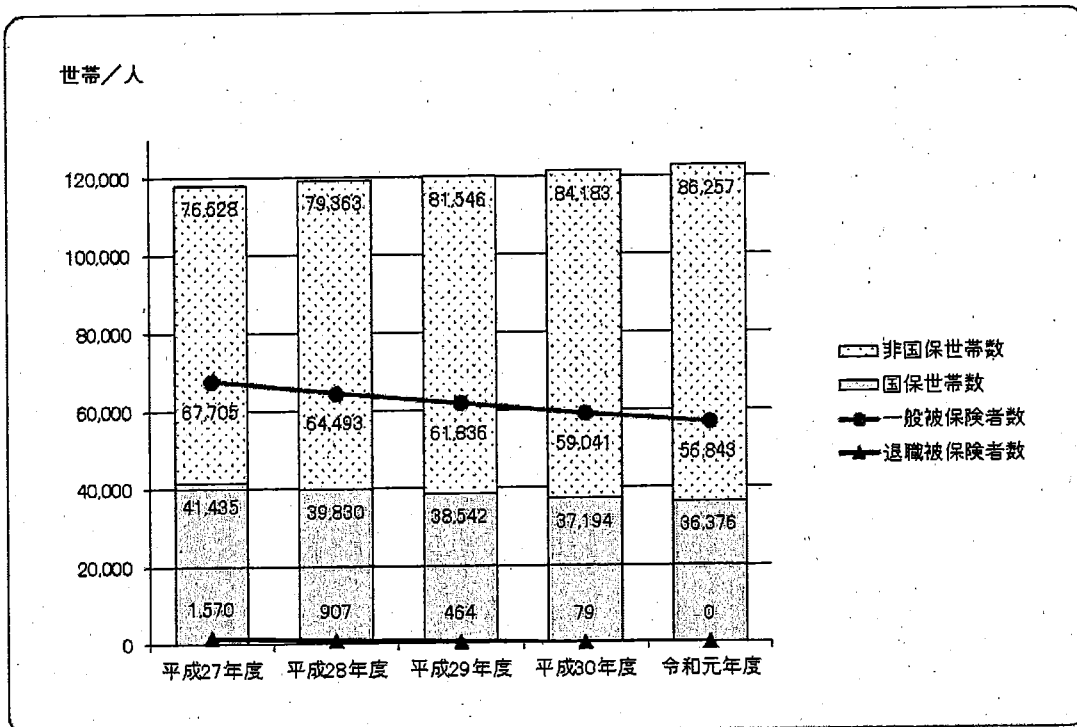 世帯／人
120,000
100,000
80,000
60,000
40,000
20,000
0
76,628 79,363 81,546 84,183 86,257
67,705 64,493 61,836 59,041 56,843
41,435 39,830 38,542 37,194 36,376
1,570 907 464 79 0
平成27年度 平成28年度 平成29年度 平成30年度 令和元年度
非国保世帯数
国保世帯数
一般被保険者数
退職被保険者数